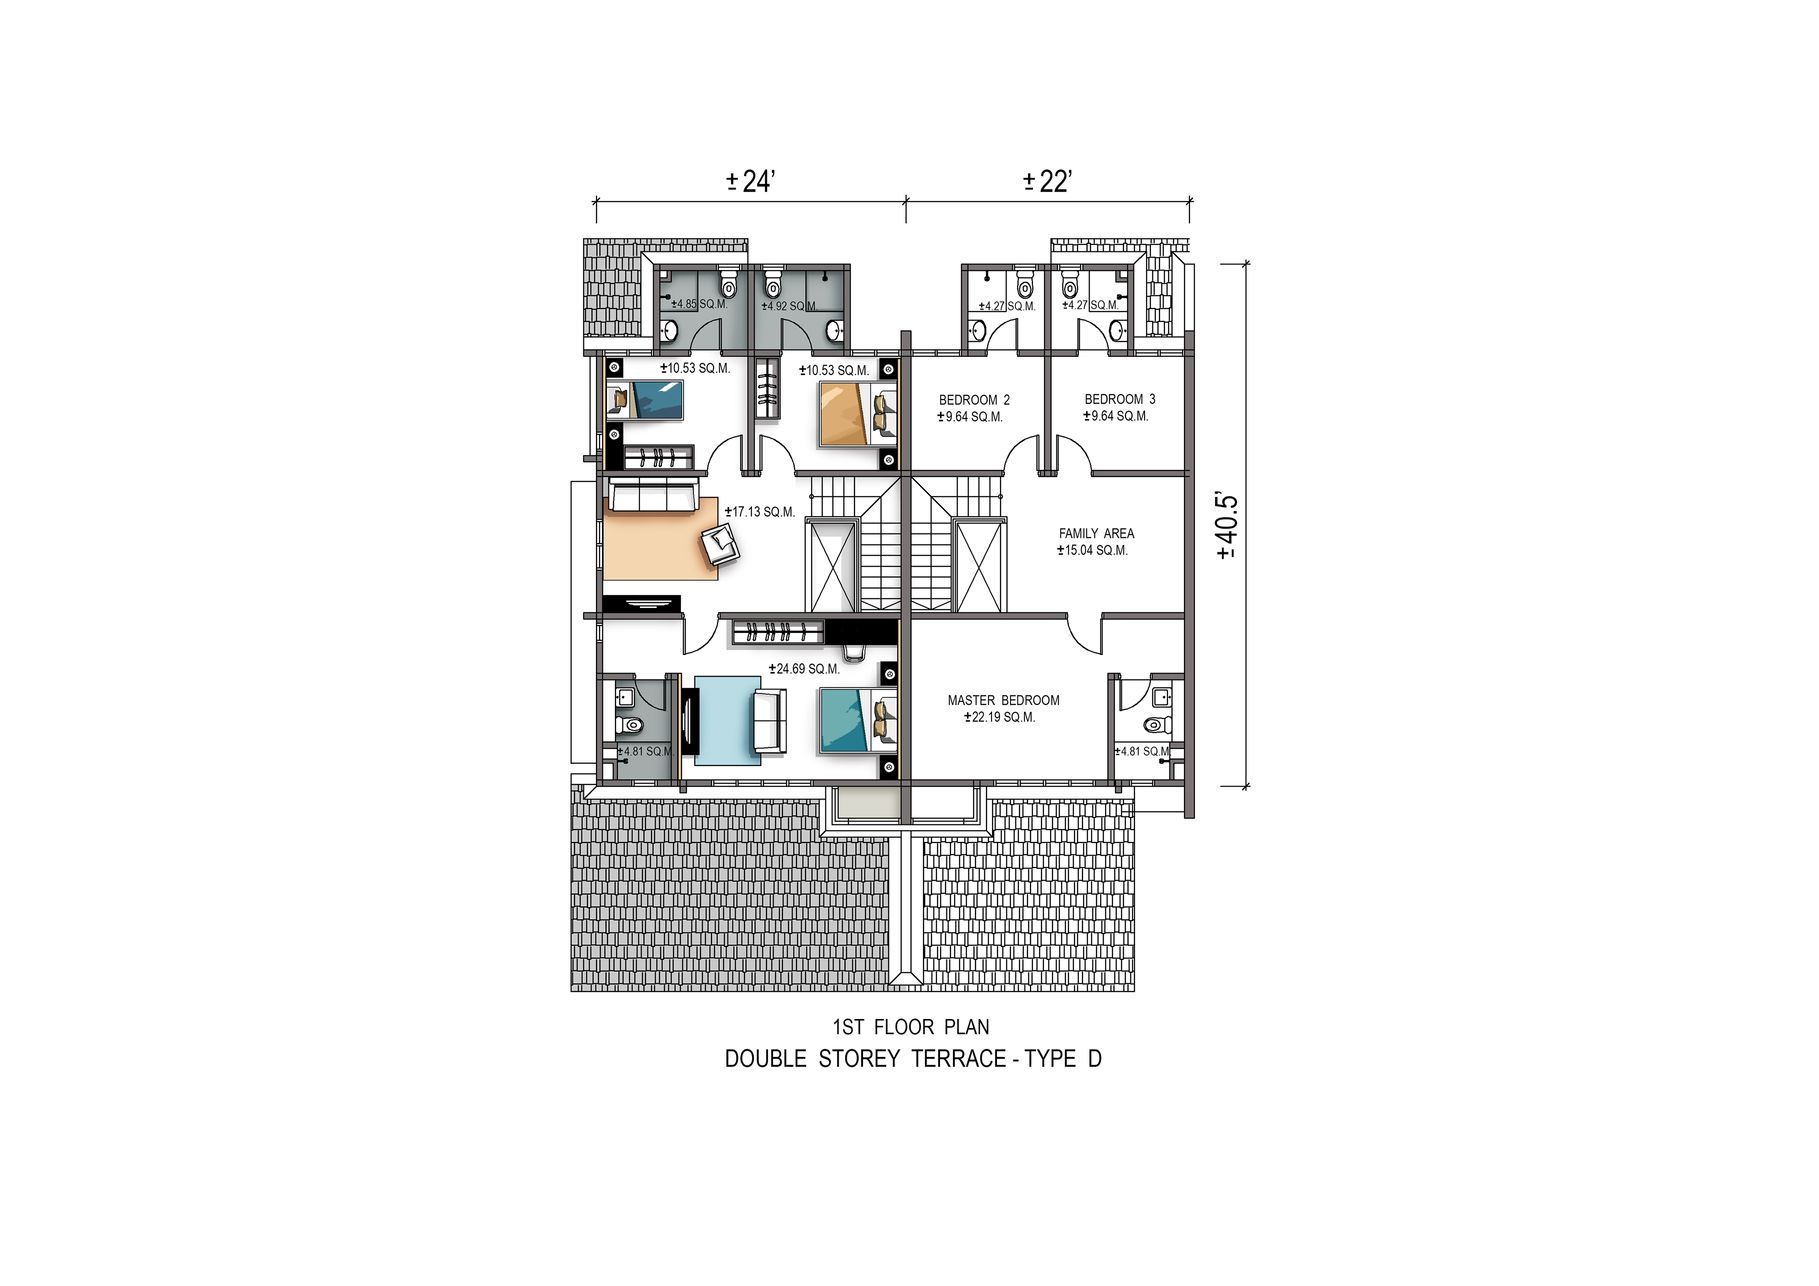 ±24'
±22'
±4.85 SQ.M.
±4.92 SQ.M.
±4.27 SQ.M.
±4.27 SQ.M.
±10.53 SQ.M.
±10.53 SQ.M.
BEDROOM 2
±9.64 SQ.M.
BEDROOM 3
±9.64 SQ.M.
±17.13 SQ.M.
FAMILY AREA
±15.04 SQ.M.
±40.5'
±24.69 SQ.M.
MASTER BEDROOM
±22.19 SQ.M.
±4.81 SQ.M.
±4.81 SQ.M.
1ST FLOOR PLAN
DOUBLE STOREY TERRACE - TYPE D